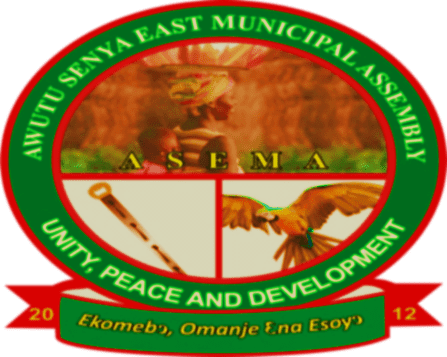 AWUTU SENYA EAST MUNICIPAL ASSEMBLY
A S E M A
UNITY, PEACE AND DEVELOPMENT
20 12
Ekomebɔ, Omanje Ɛna Esoyɔ